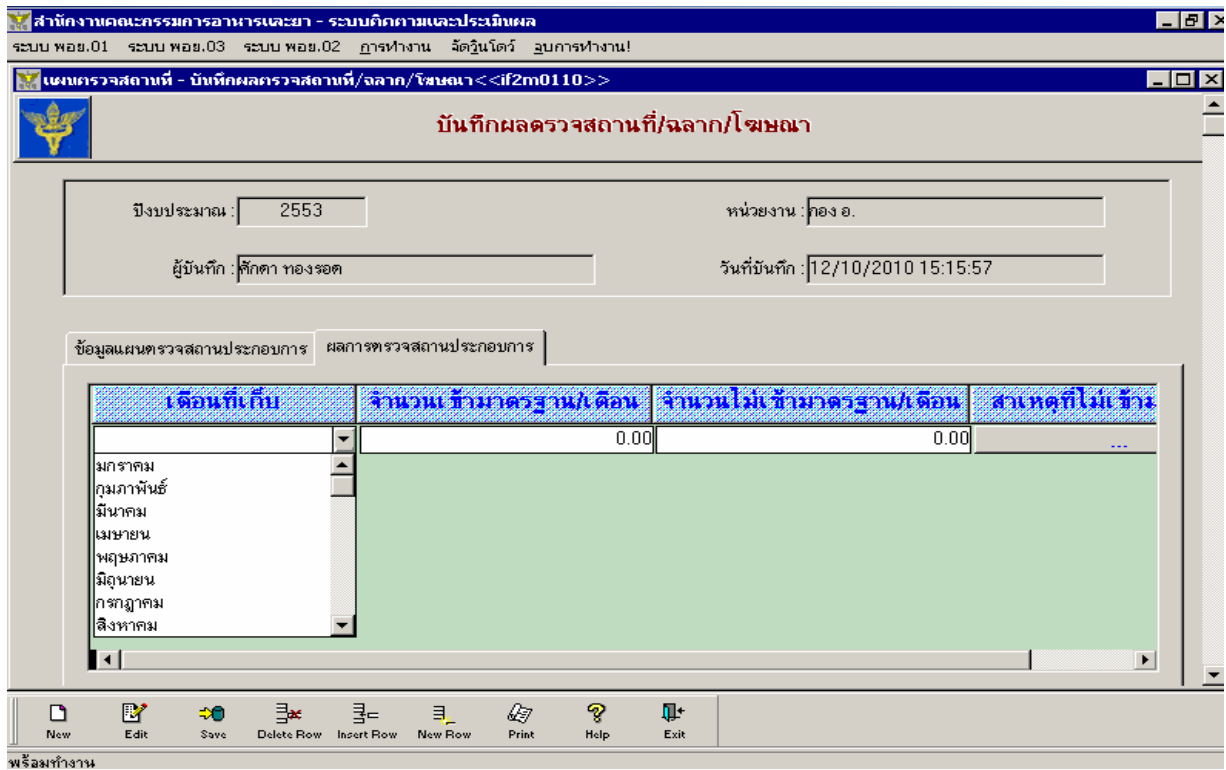 สำนักงานคณะกรรมการอาหารและยา - ระบบติดตามและประเมินผล
ระบบ พอย.01 ระบบ พอย.03 ระบบ พอย.02 การทำงาน จัดวินโดว์ จบการทำงาน!
แผนตรวจสถานที่ - บันทึกผลตรวจสถานที่/ฉลาก/โฆษณา<<if2m0110>>
บันทึกผลตรวจสถานที่/ฉลาก/โฆษณา
ปีงบประมาณ : 2553 หน่วยงาน : กอง อ.
ผู้บันทึก : ศักดา ทองรอด วันที่บันทึก : 12/10/2010 15:15:57
ข้อมูลแผนตรวจสถานประกอบการ ผลการตรวจสถานประกอบการ
เดือนที่เก็บ จำนวนเข้ามาตรฐาน/เดือน จำนวนไม่เข้ามาตรฐาน/เดือน สาเหตุที่ไม่เข้าม
0.00 0.00 ...
มกราคม
กุมภาพันธ์
มีนาคม
เมษายน
พฤษภาคม
มิถุนายน
กรกฎาคม
สิงหาคม
New Edit Save Delete Row Insert Row New Row Print Help Exit
พร้อมทำงาน